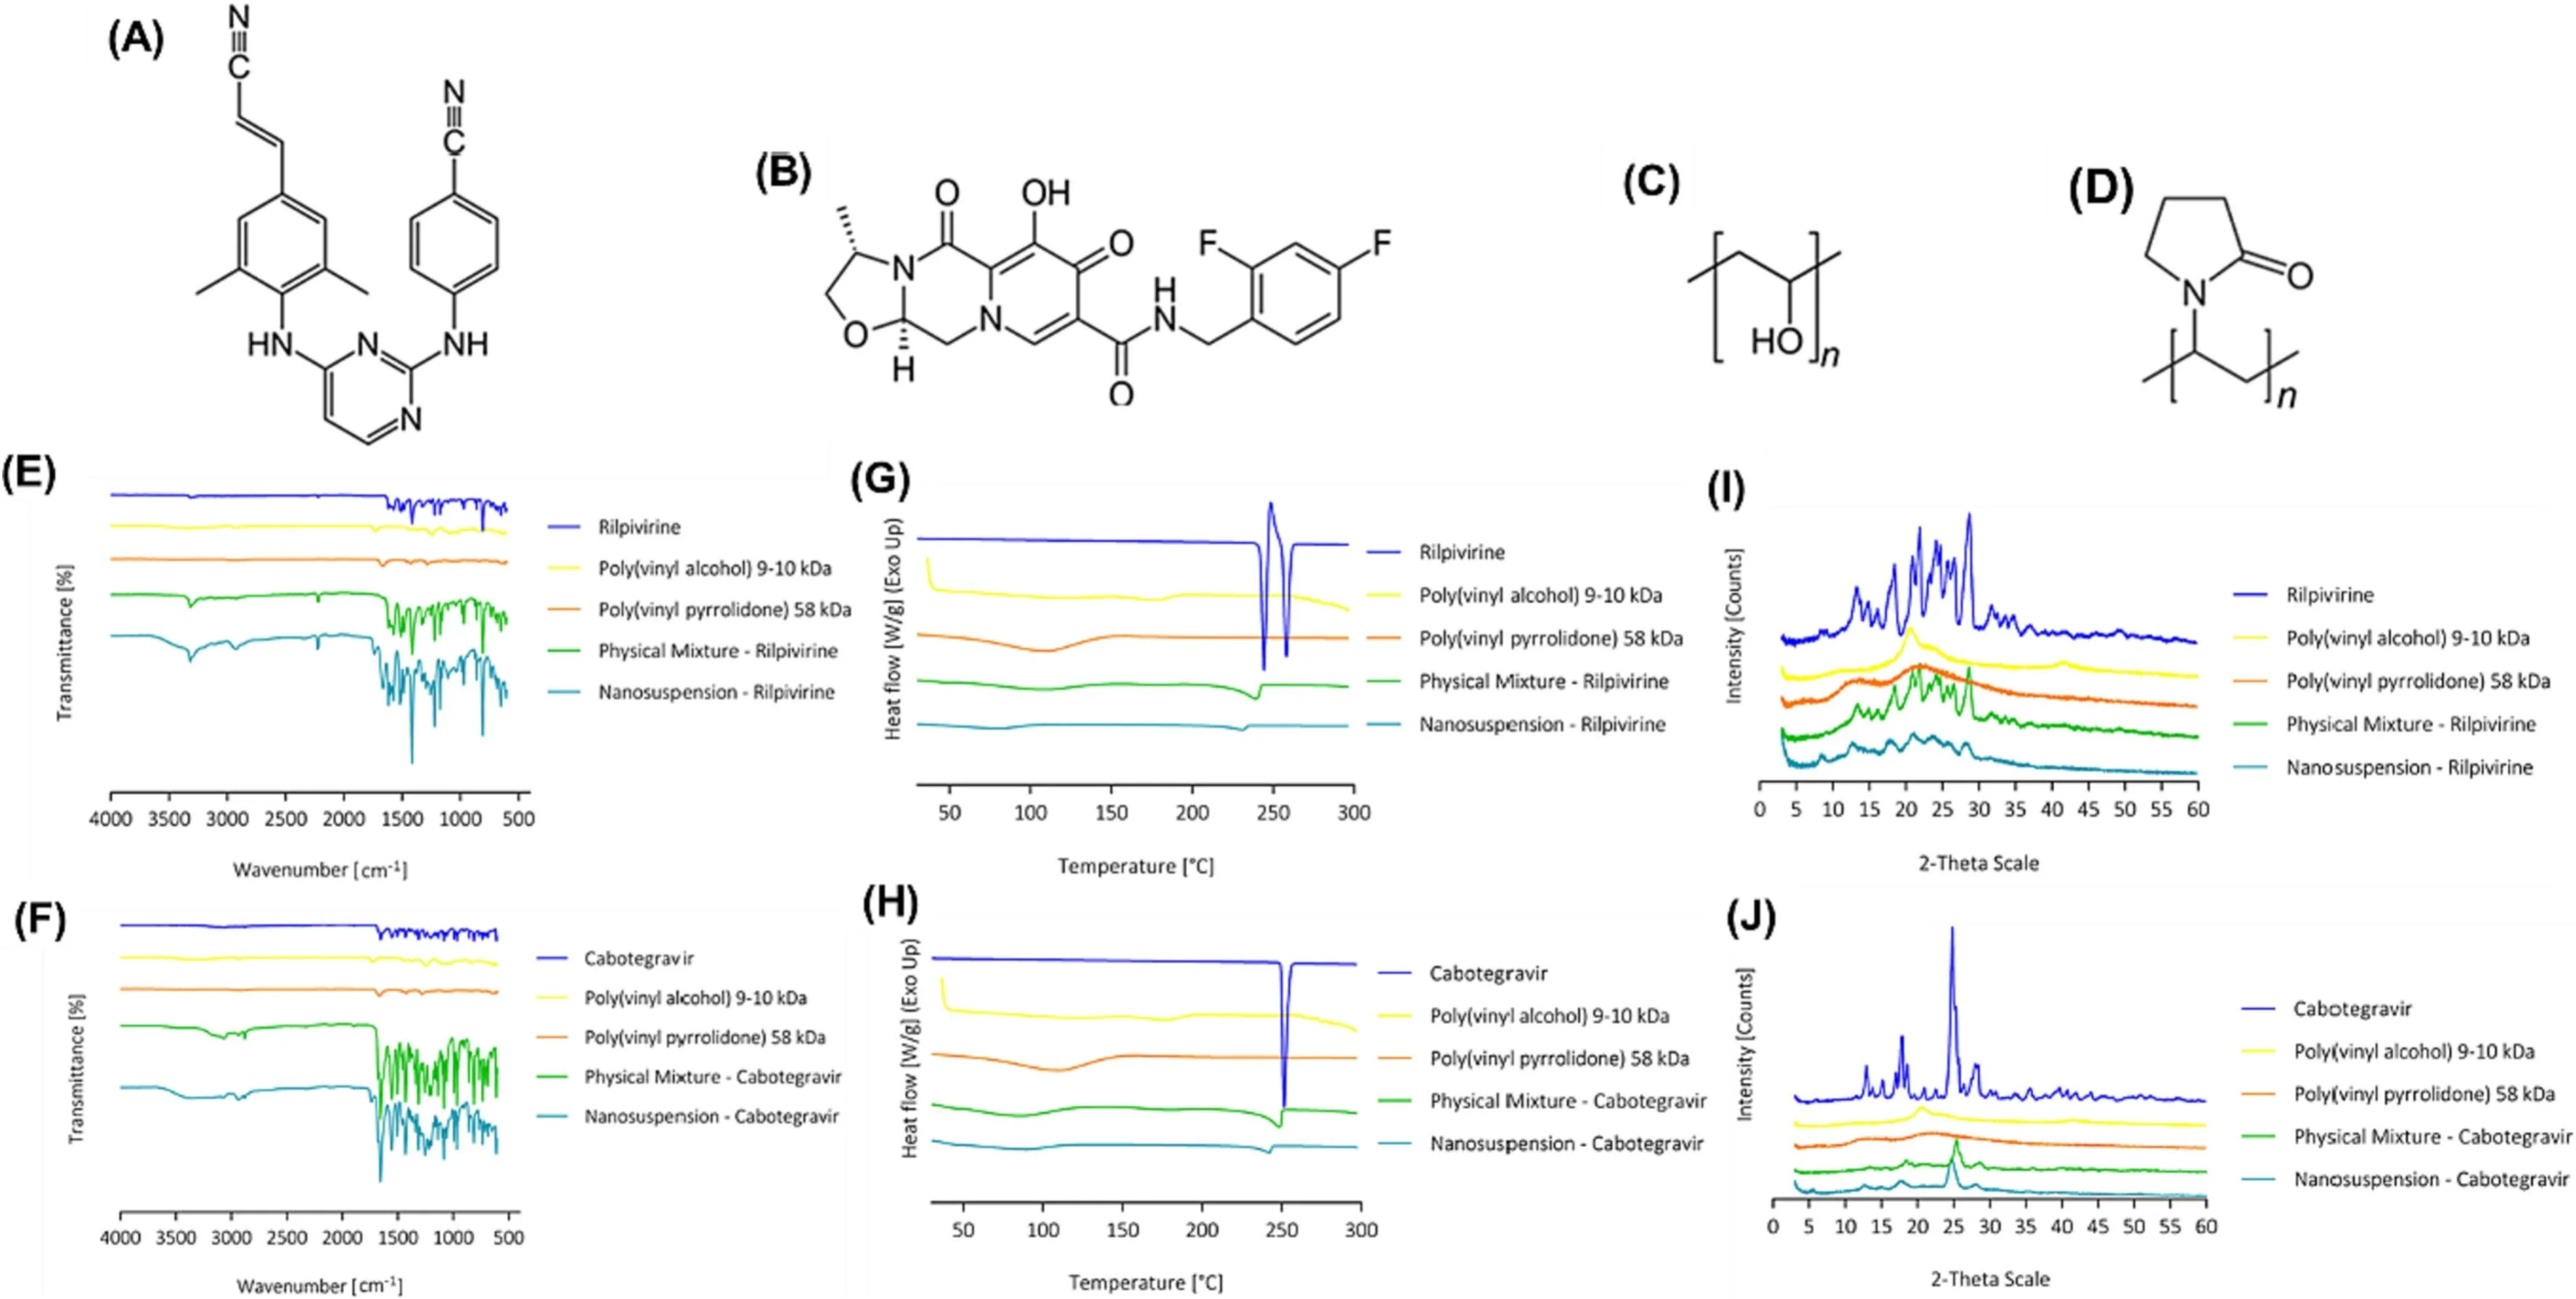 (A)
N
C
N
C
HN
N
NH
N
(B)
O
OH
O
N
N
O
H
H
N
O
F
F
(C)
HO
n
(D)
N
O
n
(E)
Transmittance [%]
Rilpivirine
Poly(vinyl alcohol) 9-10 kDa
Poly(vinyl pyrrolidone) 58 kDa
Physical Mixture - Rilpivirine
Nanosuspension - Rilpivirine
4000 3500 3000 2500 2000 1500 1000 500
Wavenumber [cm⁻¹]
(G)
Heat flow [W/g] (Exo Up)
Rilpivirine
Poly(vinyl alcohol) 9-10 kDa
Poly(vinyl pyrrolidone) 58 kDa
Physical Mixture - Rilpivirine
Nanosuspension - Rilpivirine
50 100 150 200 250 300
Temperature [°C]
(I)
Intensity [Counts]
Rilpivirine
Poly(vinyl alcohol) 9-10 kDa
Poly(vinyl pyrrolidone) 58 kDa
Physical Mixture - Rilpivirine
Nanosuspension - Rilpivirine
0 5 10 15 20 25 30 35 40 45 50 55 60
2-Theta Scale
(F)
Transmittance [%]
Cabotegravir
Poly(vinyl alcohol) 9-10 kDa
Poly(vinyl pyrrolidone) 58 kDa
Physical Mixture - Cabotegravir
Nanosuspension - Cabotegravir
4000 3500 3000 2500 2000 1500 1000 500
Wavenumber [cm⁻¹]
(H)
Heat flow [W/g] (Exo Up)
Cabotegravir
Poly(vinyl alcohol) 9-10 kDa
Poly(vinyl pyrrolidone) 58 kDa
Physical Mixture - Cabotegravir
Nanosuspension - Cabotegravir
50 100 150 200 250 300
Temperature [°C]
(J)
Intensity [Counts]
Cabotegravir
Poly(vinyl alcohol) 9-10 kDa
Poly(vinyl pyrrolidone) 58 kDa
Physical Mixture - Cabotegravir
Nanosuspension - Cabotegravir
0 5 10 15 20 25 30 35 40 45 50 55 60
2-Theta Scale